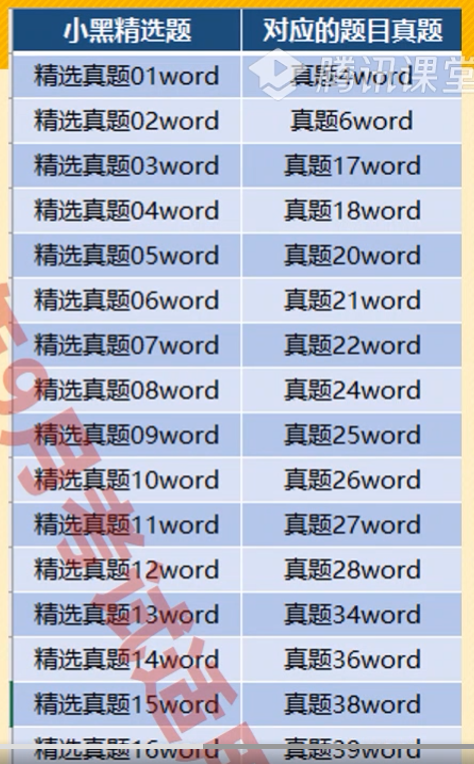 小黑精选题 对应的题目真题
腾讯课堂
精选真题01word 真题4word
精选真题02word 真题6word
精选真题03word 真题17word
精选真题04word 真题18word
精选真题05word 真题20word
精选真题06word 真题21word
精选真题07word 真题22word
精选真题08word 真题24word
精选真题09word 真题25word
精选真题10word 真题26word
精选真题11word 真题27word
精选真题12word 真题28word
精选真题13word 真题34word
精选真题14word 真题36word
精选真题15word 真题38word
精选真题16word 真题39word
9月考试通